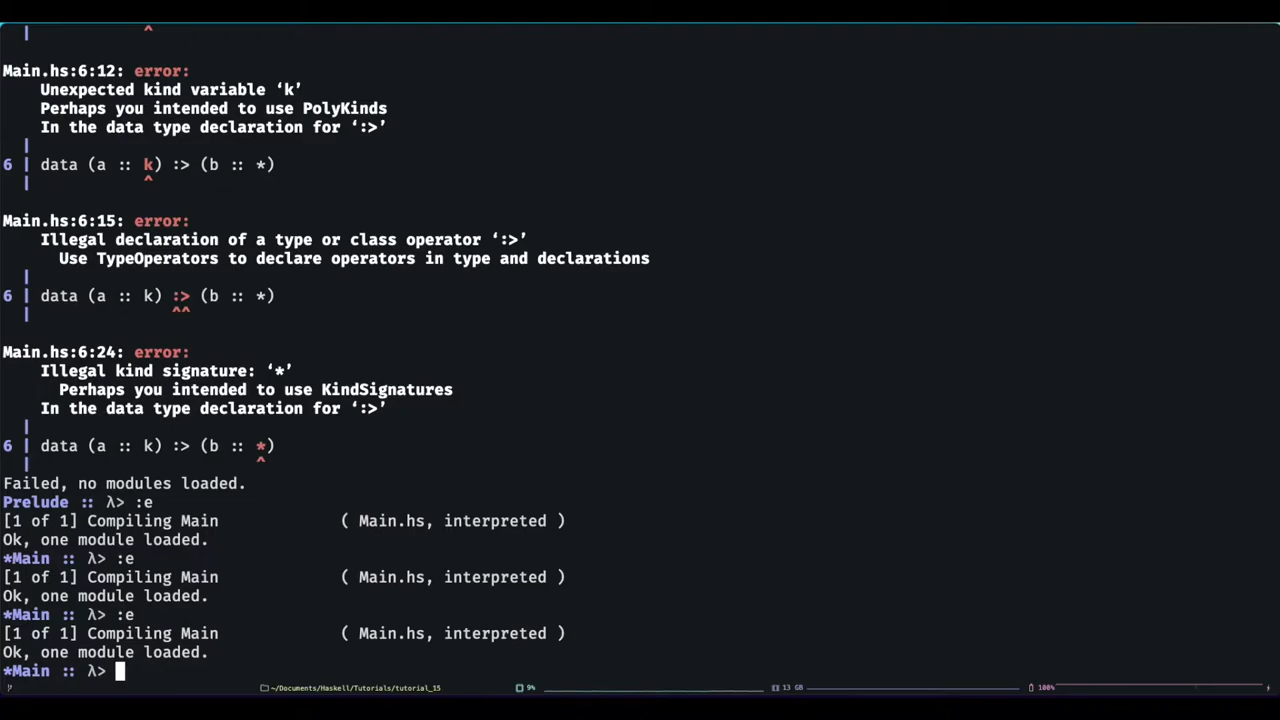 |             ^
Main.hs:6:12: error:
    Unexpected kind variable ‘k’
    Perhaps you intended to use PolyKinds
    In the data type declaration for ‘:>’
  |
6 | data (a :: k) :> (b :: *)
  |            ^
Main.hs:6:15: error:
    Illegal declaration of a type or class operator ‘:>’
      Use TypeOperators to declare operators in type and declarations
  |
6 | data (a :: k) :> (b :: *)
  |               ^^
Main.hs:6:24: error:
    Illegal kind signature: ‘*’
      Perhaps you intended to use KindSignatures
    In the data type declaration for ‘:>’
  |
6 | data (a :: k) :> (b :: *)
  |                        ^
Failed, no modules loaded.
Prelude :: λ> :e
[1 of 1] Compiling Main             ( Main.hs, interpreted )
Ok, one module loaded.
*Main :: λ> :e
[1 of 1] Compiling Main             ( Main.hs, interpreted )
Ok, one module loaded.
*Main :: λ> :e
[1 of 1] Compiling Main             ( Main.hs, interpreted )
Ok, one module loaded.
*Main :: λ>
~/Documents/Haskell/Tutorials/tutorial_15 9% 13 GB 100%